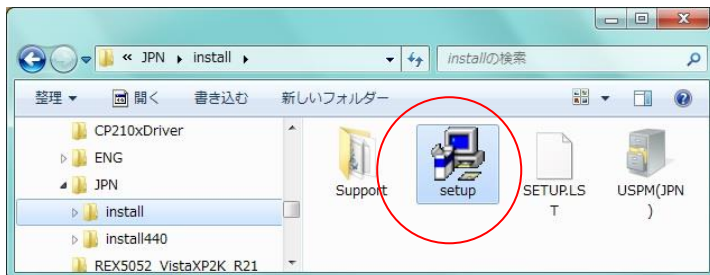 « JPN ▸ install ▸
installの検索
整理 ▼ 開く 書き込む 新しいフォルダー
CP210xDriver
ENG
JPN
install
install440
REX5052_VistaXP2K_R21
Support
setup
SETUP.LS
T
USPM(JPN
)